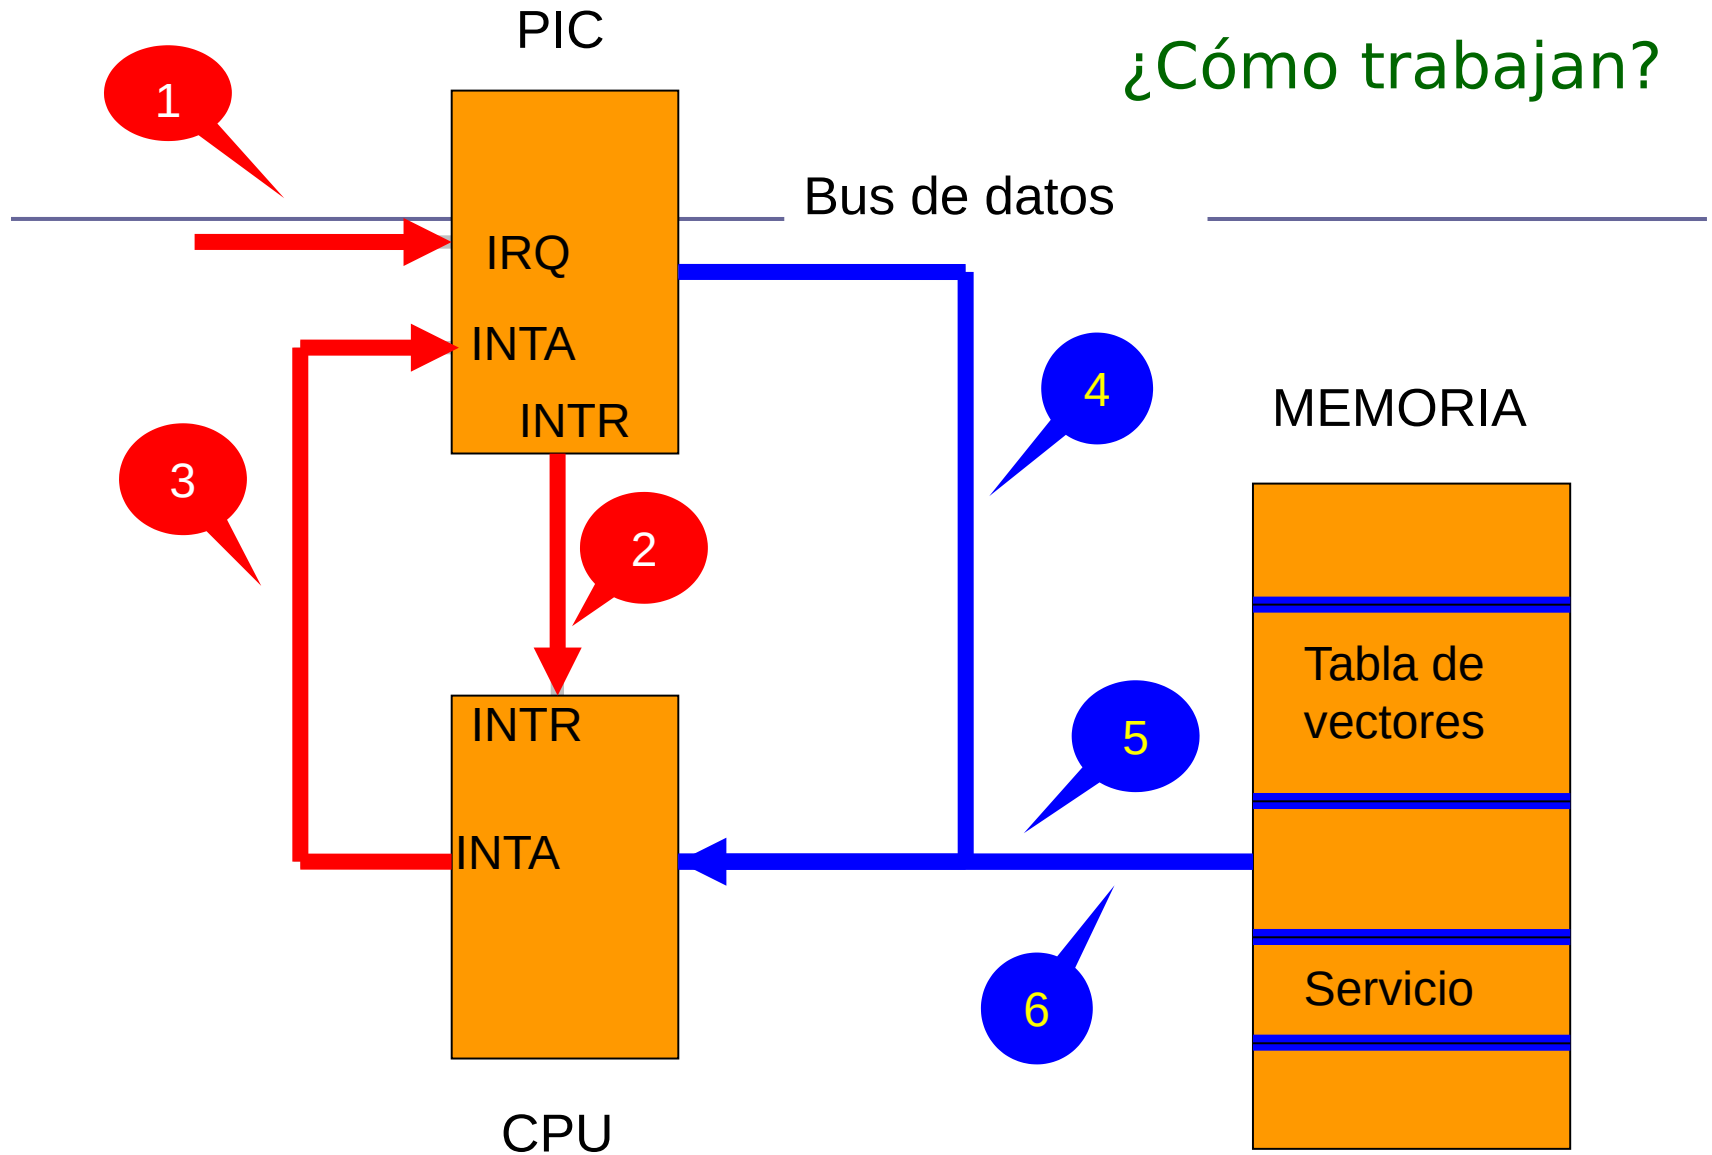 PIC
¿Cómo trabajan?
1
Bus de datos
IRQ
INTA
INTR
4
MEMORIA
3
2
Tabla de
vectores
INTR
5
INTA
Servicio
6
CPU